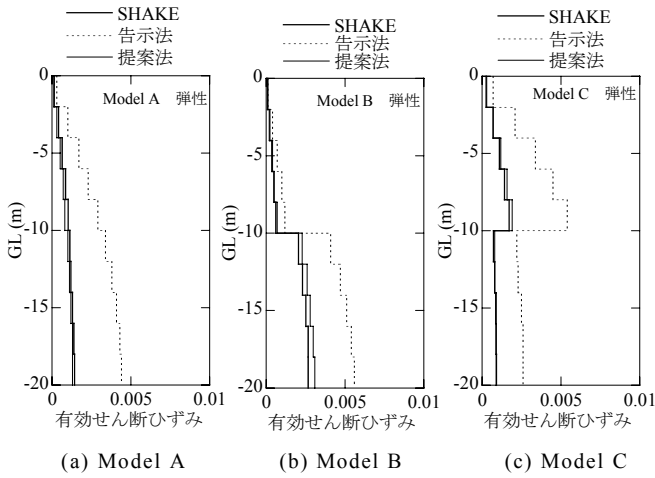 SHAKE
告示法
提案法
0
-5
-10
-15
-20
GL (m)
Model A 弾性
0
0.005
0.01
有効せん断ひずみ
(a) Model A
SHAKE
告示法
提案法
0
-5
-10
-15
-20
GL (m)
Model B 弾性
0
0.005
0.01
有効せん断ひずみ
(b) Model B
SHAKE
告示法
提案法
0
-5
-10
-15
-20
GL (m)
Model C 弾性
0
0.005
0.01
有効せん断ひずみ
(c) Model C